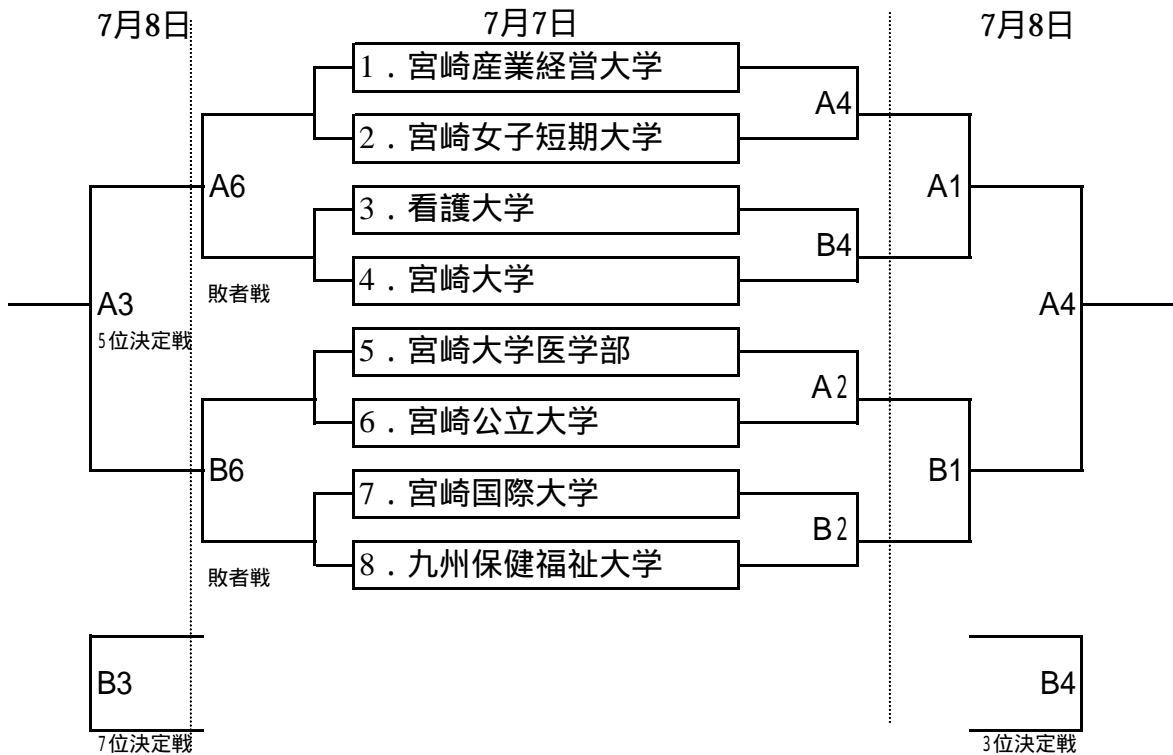 7月8日 7月7日 7月8日
1．宮崎産業経営大学
A4
2．宮崎女子短期大学
A6 A1
3．看護大学
B4
4．宮崎大学
敗者戦
A3 A4
5位決定戦
5．宮崎大学医学部
A2
6．宮崎公立大学
B6 B1
7．宮崎国際大学
B2
8．九州保健福祉大学
敗者戦
B3 B4
7位決定戦 3位決定戦